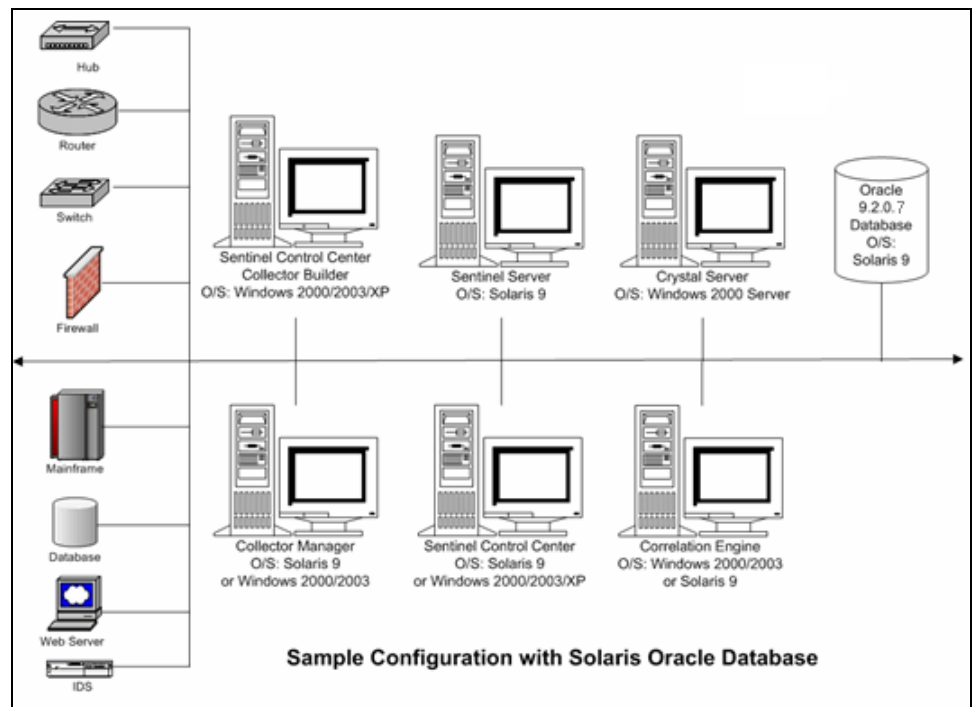 Hub
Router
Switch
Firewall
Sentinel Control Center
Collector Builder
O/S: Windows 2000/2003/XP
Sentinel Server
O/S: Solaris 9
Crystal Server
O/S: Windows 2000 Server
Oracle
9.2.0.7
Database
O/S:
Solaris 9
Mainframe
Database
Web Server
IDS
Collector Manager
O/S: Solaris 9
or Windows 2000/2003
Sentinel Control Center
O/S: Solaris 9
or Windows 2000/2003/XP
Correlation Engine
O/S: Windows 2000/2003
or Solaris 9
Sample Configuration with Solaris Oracle Database